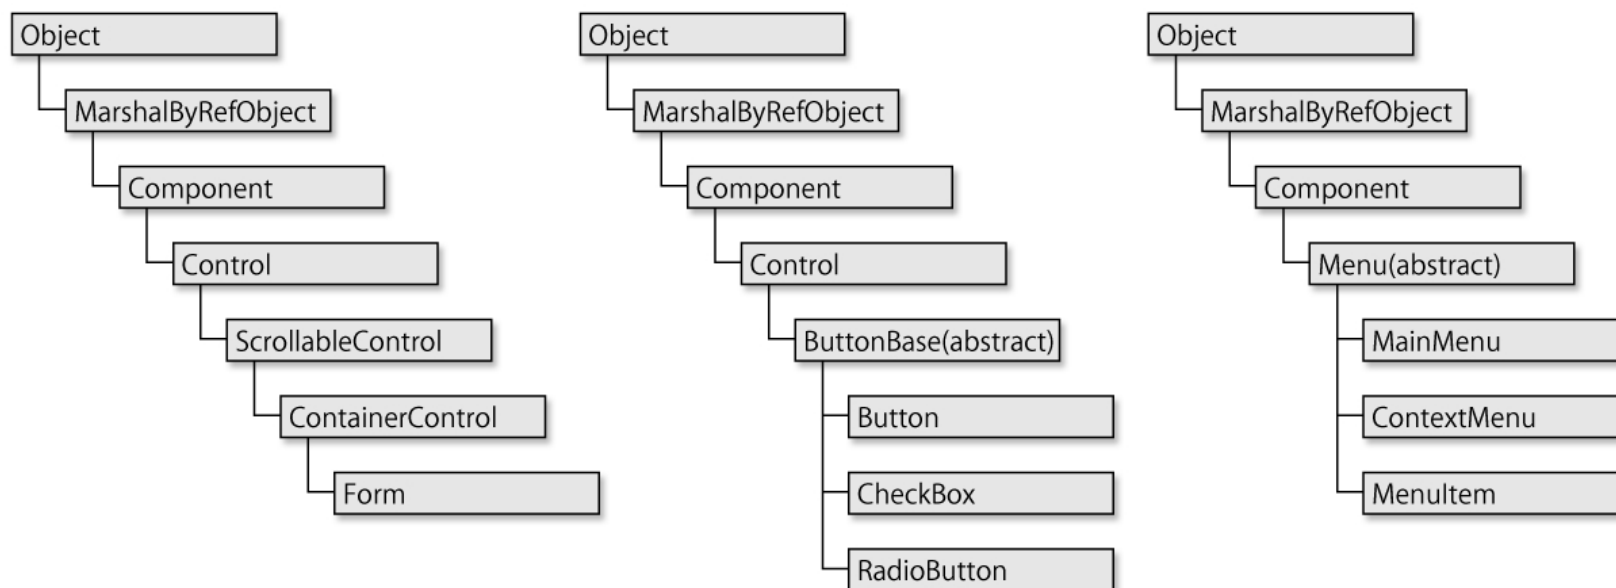 Object
MarshalByRefObject
Component
Control
ScrollableControl
ContainerControl
Form
Object
MarshalByRefObject
Component
Control
ButtonBase(abstract)
Button
CheckBox
RadioButton
Object
MarshalByRefObject
Component
Menu(abstract)
MainMenu
ContextMenu
MenuItem